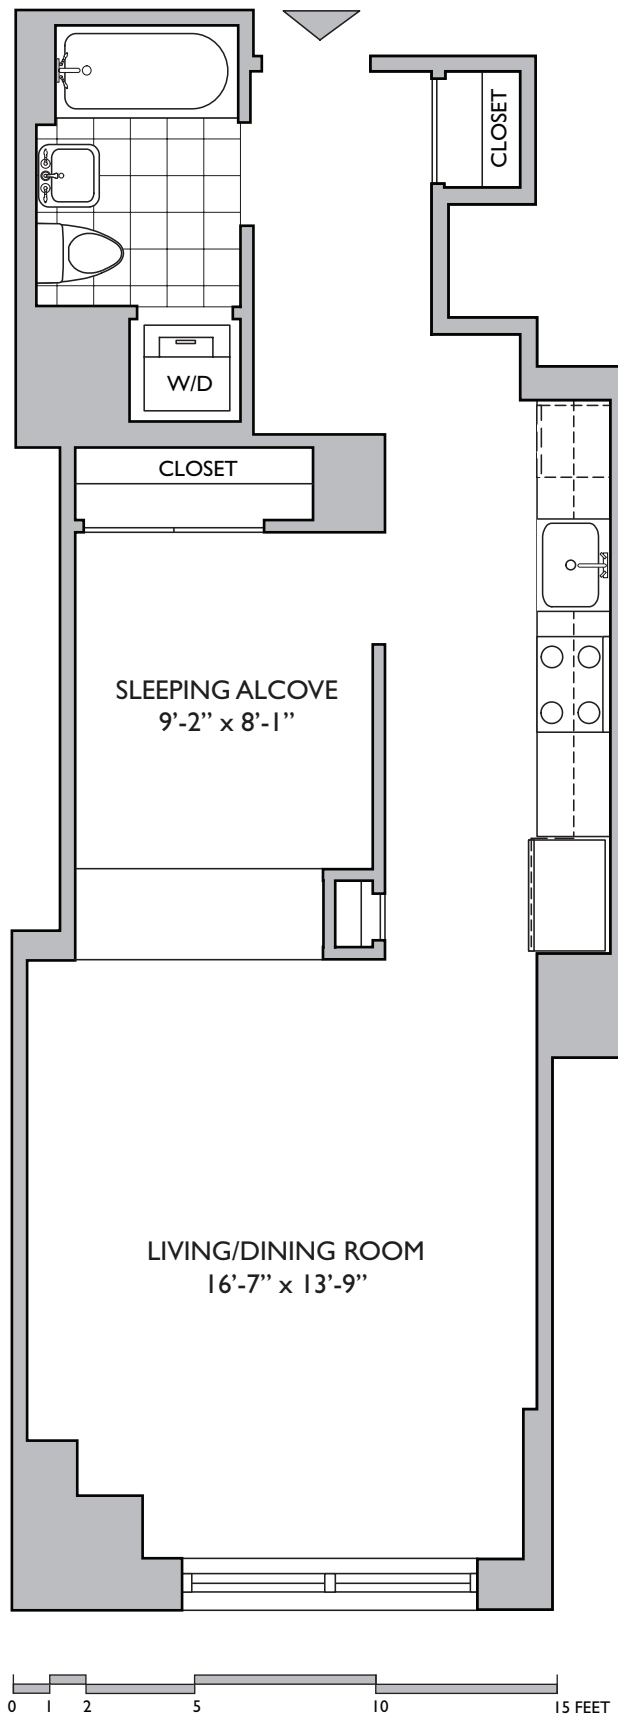 CLOSET
W/D
CLOSET
SLEEPING ALCOVE
9’-2” x 8’-1”
LIVING/DINING ROOM
16’-7” x 13’-9”
0 1 2 5 10 15 FEET